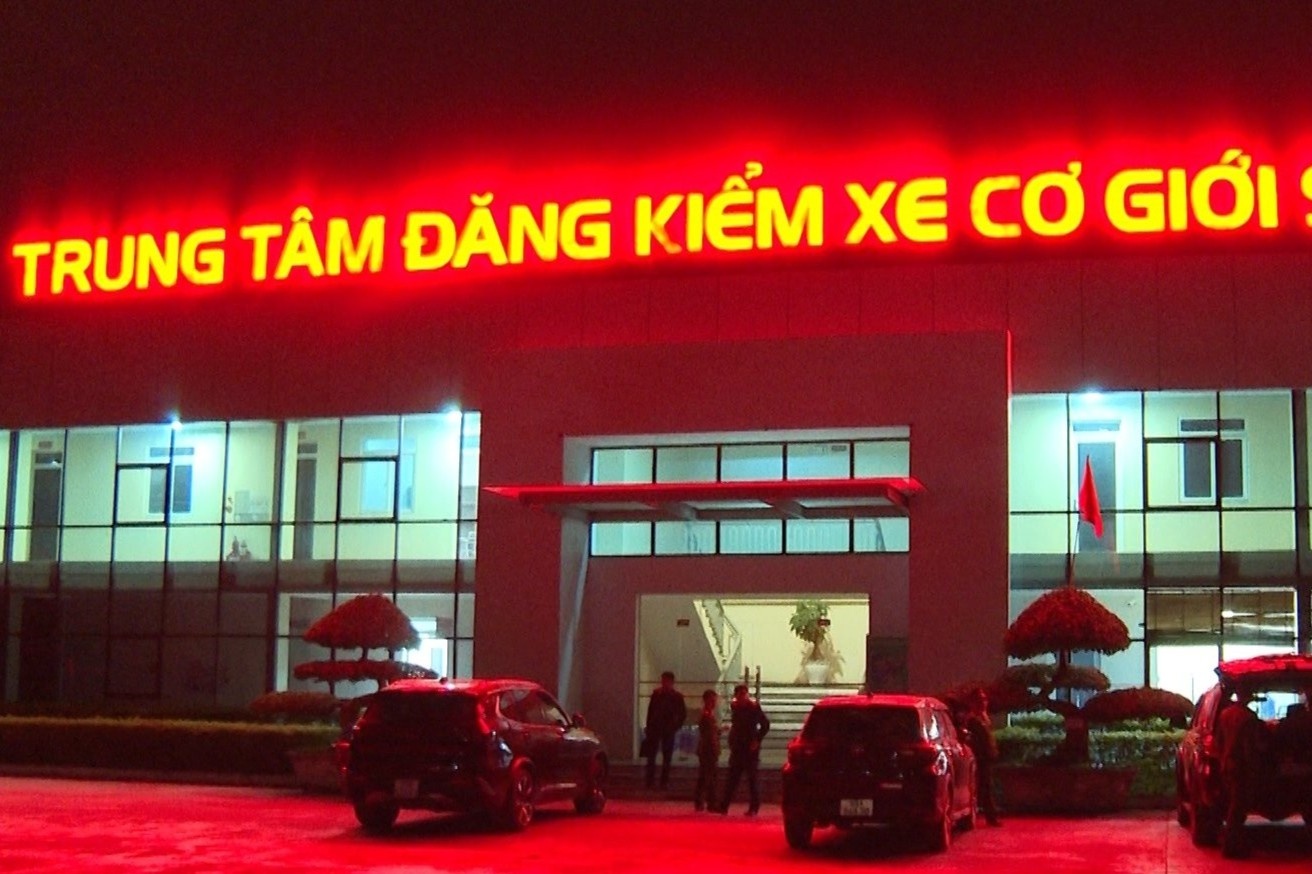 TRUNG TÂM ĐĂNG KIỂM XE CƠ GIỚI